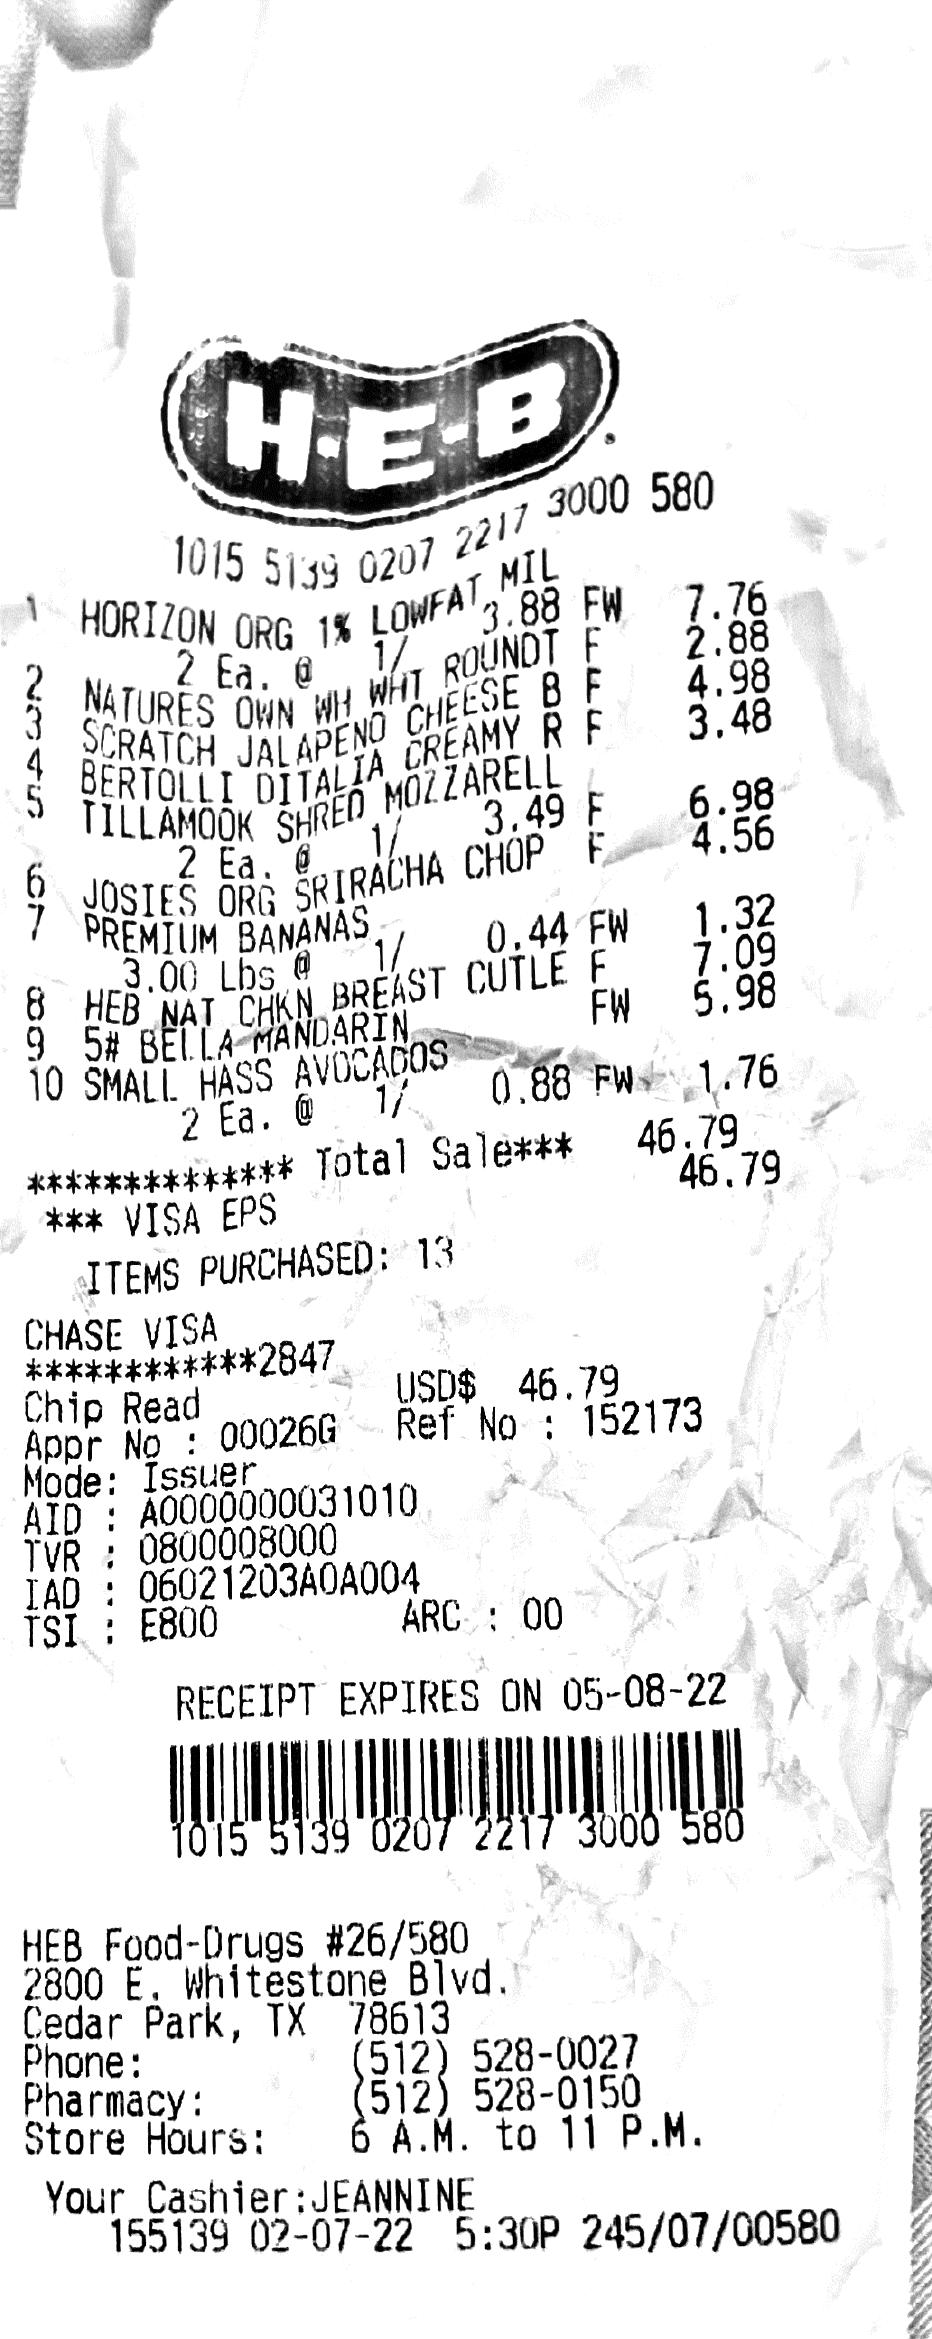 H-E-B
1015 5139 0207 2217 3000 580
1 HORIZON ORG 1% LOWFAT MIL
2 Ea. @ 1/ 3.88 FW 7.76
2 NATURES OWN WH WHT ROUNDT F 2.88
3 SCRATCH JALAPENO CHEESE B F 4.98
4 BERTOLLI DITALIA CREAMY R F 3.48
5 TILLAMOOK SHRED MOZZARELL
2 Ea. @ 1/ 3.49 F 6.98
6 JOSIES ORG SRIRACHA CHOP F 4.56
7 PREMIUM BANANAS
3.00 Lbs @ 1/ 0.44 FW 1.32
8 HEB NAT CHKN BREAST CUTLE F 7.09
9 5# BELLA MANDARIN FW 5.98
10 SMALL HASS AVOCADOS
2 Ea. @ 1/ 0.88 FW 1.76
************** Total Sale*** 46.79
*** VISA EPS 46.79
ITEMS PURCHASED: 13
CHASE VISA
************2847
Chip Read USD$ 46.79
Appr No : 00026G Ref No : 152173
Mode: Issuer
AID : A0000000031010
TVR : 0800008000
IAD : 06021203A0A004
TSI : E800 ARC : 00
RECEIPT EXPIRES ON 05-08-22
1015 5139 0207 2217 3000 580
HEB Food-Drugs #26/580
2800 E. Whitestone Blvd.
Cedar Park, TX 78613
Phone: (512) 528-0027
Pharmacy: (512) 528-0150
Store Hours: 6 A.M. to 11 P.M.
Your Cashier:JEANNINE
155139 02-07-22 5:30P 245/07/00580